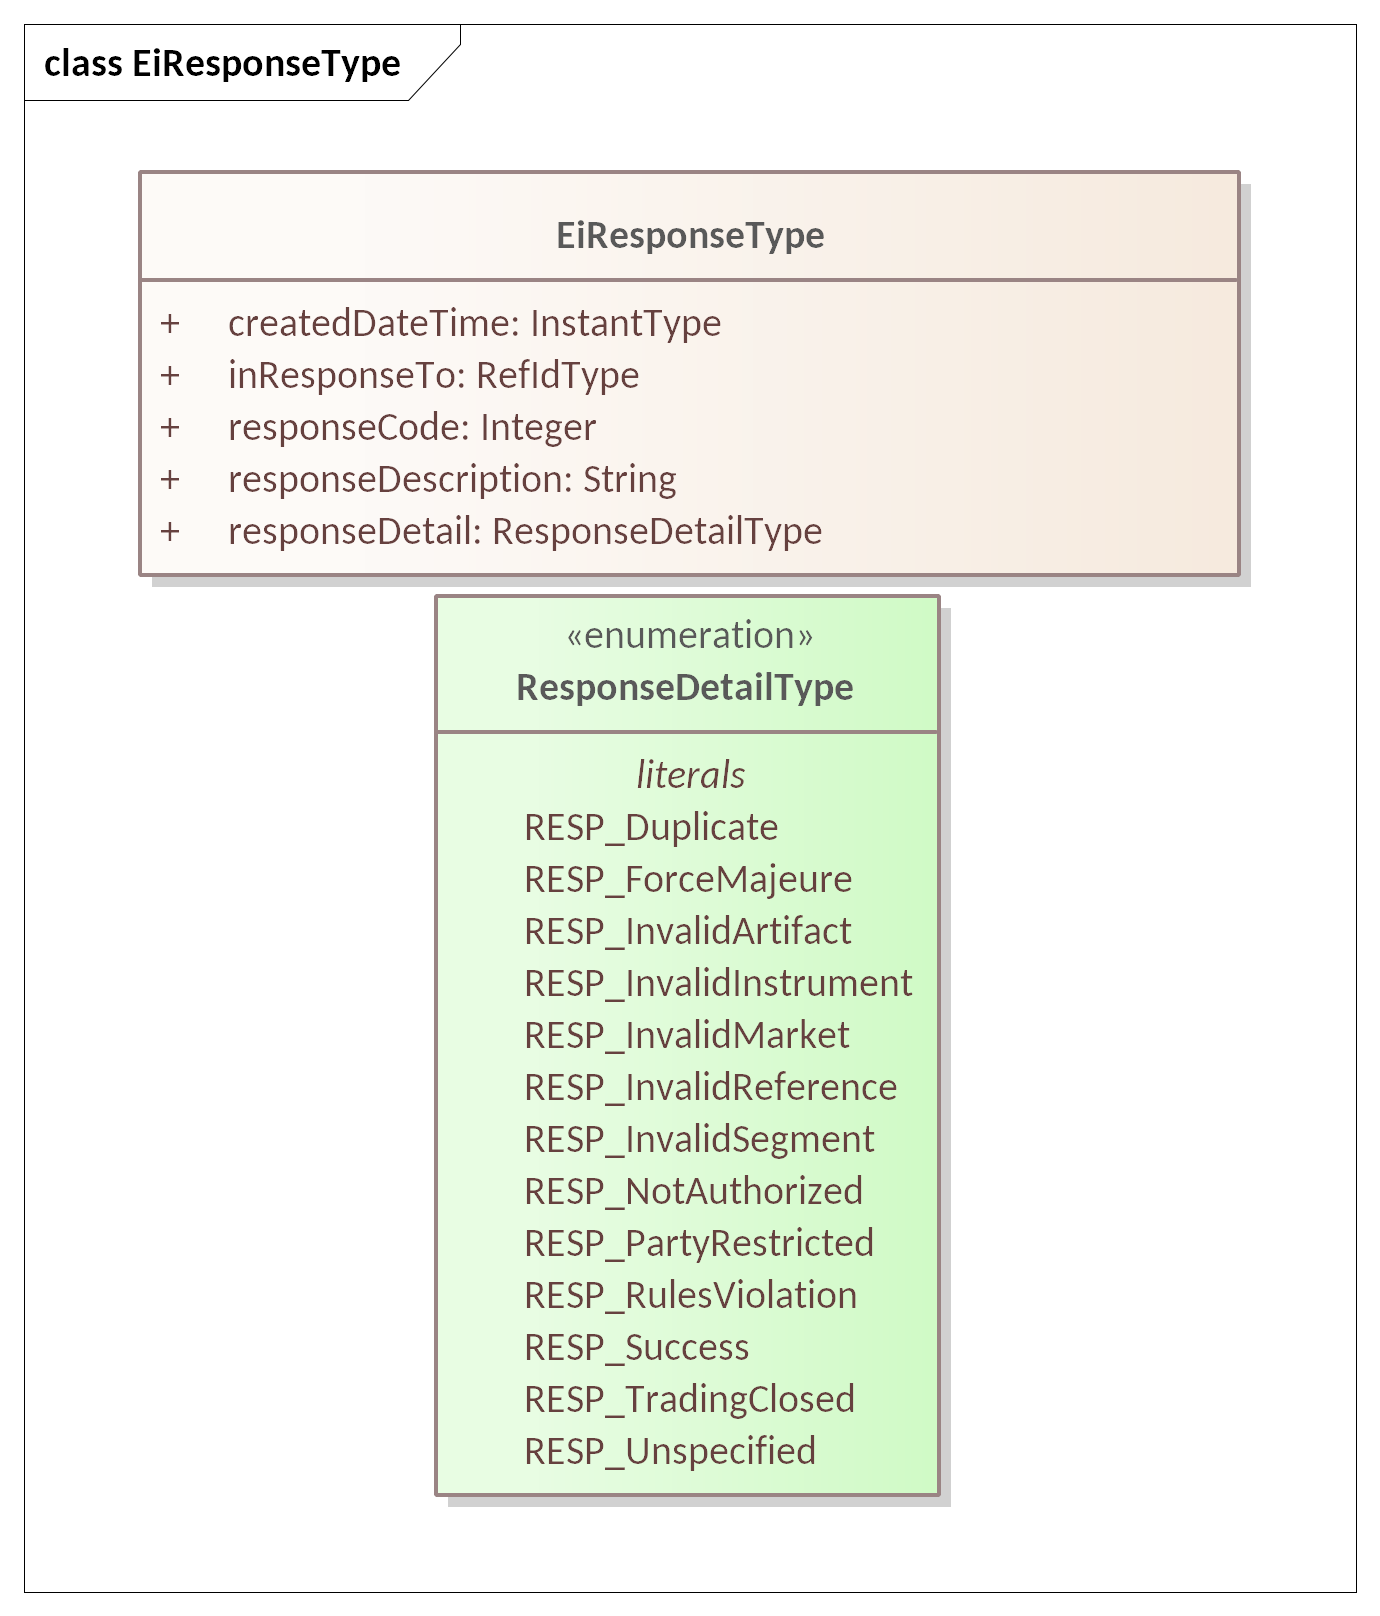 class EiResponseType
EiResponseType
+ createdDateTime: InstantType
+ inResponseTo: RefIdType
+ responseCode: Integer
+ responseDescription: String
+ responseDetail: ResponseDetailType
«enumeration»
ResponseDetailType
literals
RESP_Duplicate
RESP_ForceMajeure
RESP_InvalidArtifact
RESP_InvalidInstrument
RESP_InvalidMarket
RESP_InvalidReference
RESP_InvalidSegment
RESP_NotAuthorized
RESP_PartyRestricted
RESP_RulesViolation
RESP_Success
RESP_TradingClosed
RESP_Unspecified